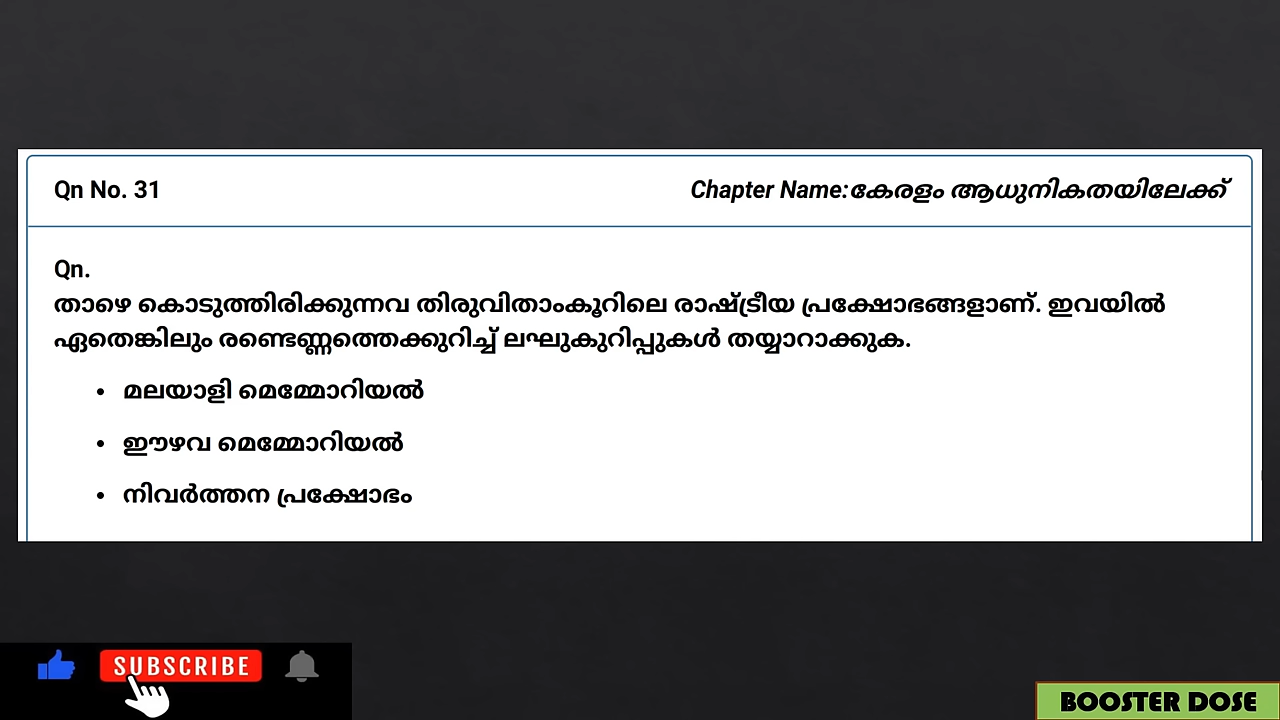 Qn No. 31
Chapter Name:കേരളം ആധുനികതയിലേക്ക്
Qn.
താഴെ കൊടുത്തിരിക്കുന്നവ തിരുവിതാംകൂറിലെ രാഷ്ട്രീയ പ്രക്ഷോഭങ്ങളാണ്. ഇവയിൽ
ഏതെങ്കിലും രണ്ടെണ്ണത്തെക്കുറിച്ച് ലഘുകുറിപ്പുകൾ തയ്യാറാക്കുക.
• മലയാളി മെമ്മോറിയൽ
• ഈഴവ മെമ്മോറിയൽ
• നിവർത്തന പ്രക്ഷോഭം
SUBSCRIBE
BOOSTER DOSE